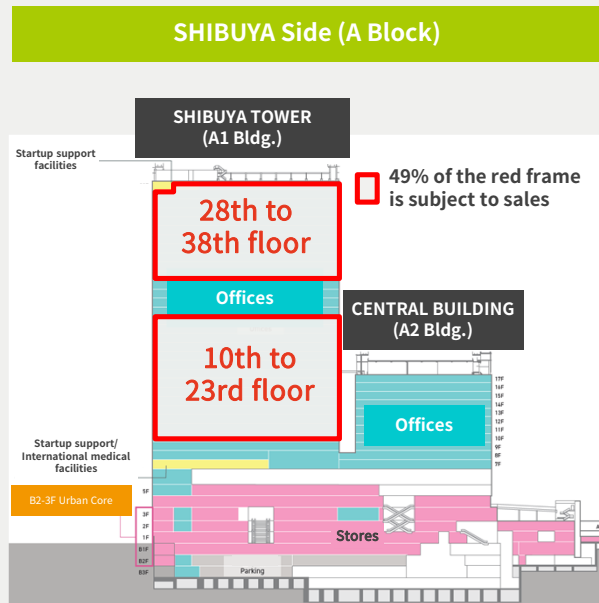 SHIBUYA Side (A Block)
SHIBUYA TOWER
(A1 Bldg.)
Startup support
facilities
49% of the red frame
is subject to sales
28th to
38th floor
Offices
CENTRAL BUILDING
(A2 Bldg.)
10th to
23rd floor
17F
16F
15F
14F
13F
12F
11F
10F
9F
8F
7F
Offices
Startup support/
International medical
facilities
5F
B2-3F Urban Core
3F
2F
1F
B1F
B2F
B3F
Stores
Parking
A